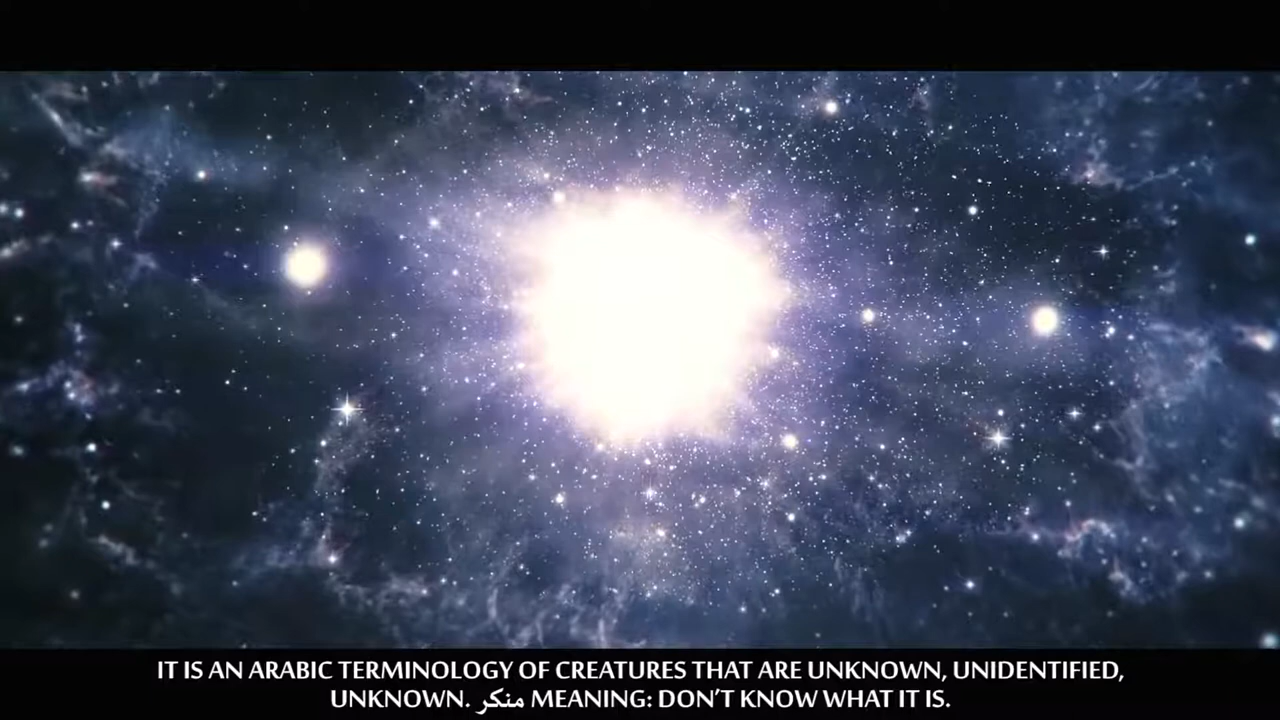 IT IS AN ARABIC TERMINOLOGY OF CREATURES THAT ARE UNKNOWN, UNIDENTIFIED,
UNKNOWN. منكر MEANING: DON'T KNOW WHAT IT IS.